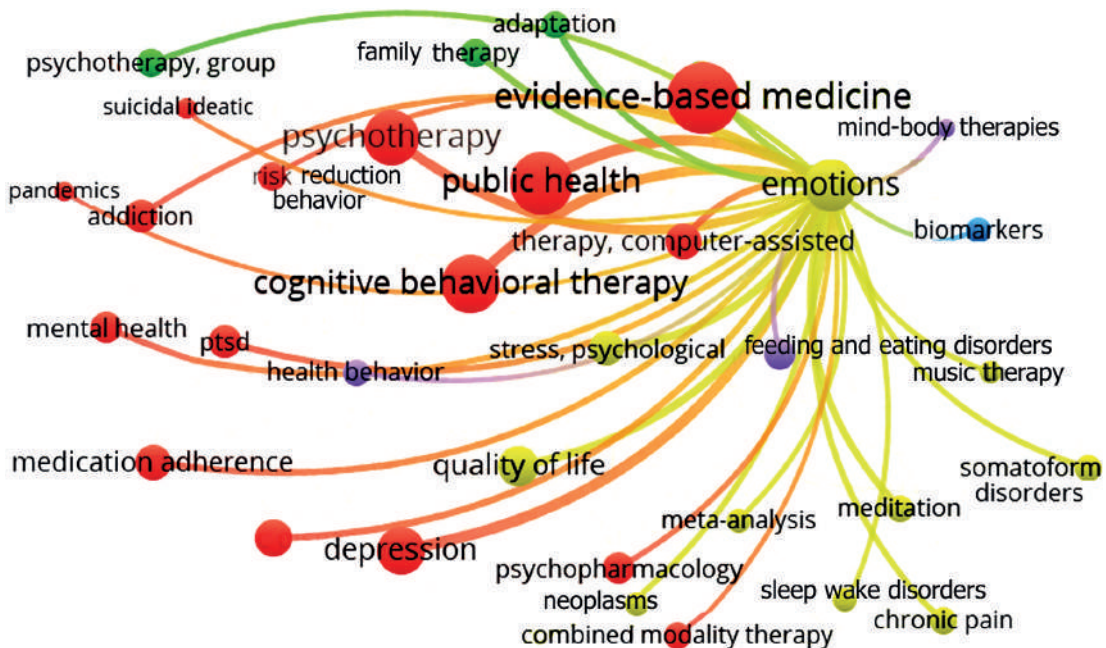 adaptation
psychotherapy, group
family therapy
suicidal ideatic
evidence-based medicine
mind-body therapies
psychotherapy
risk reduction
behavior
public health
emotions
pandemics
addiction
therapy, computer-assisted
biomarkers
cognitive behavioral therapy
mental health
ptsd
health behavior
stress, psychological
feeding and eating disorders
music therapy
medication adherence
quality of life
somatoform
disorders
meditation
meta-analysis
depression
psychopharmacology
neoplasms
sleep wake disorders
chronic pain
combined modality therapy